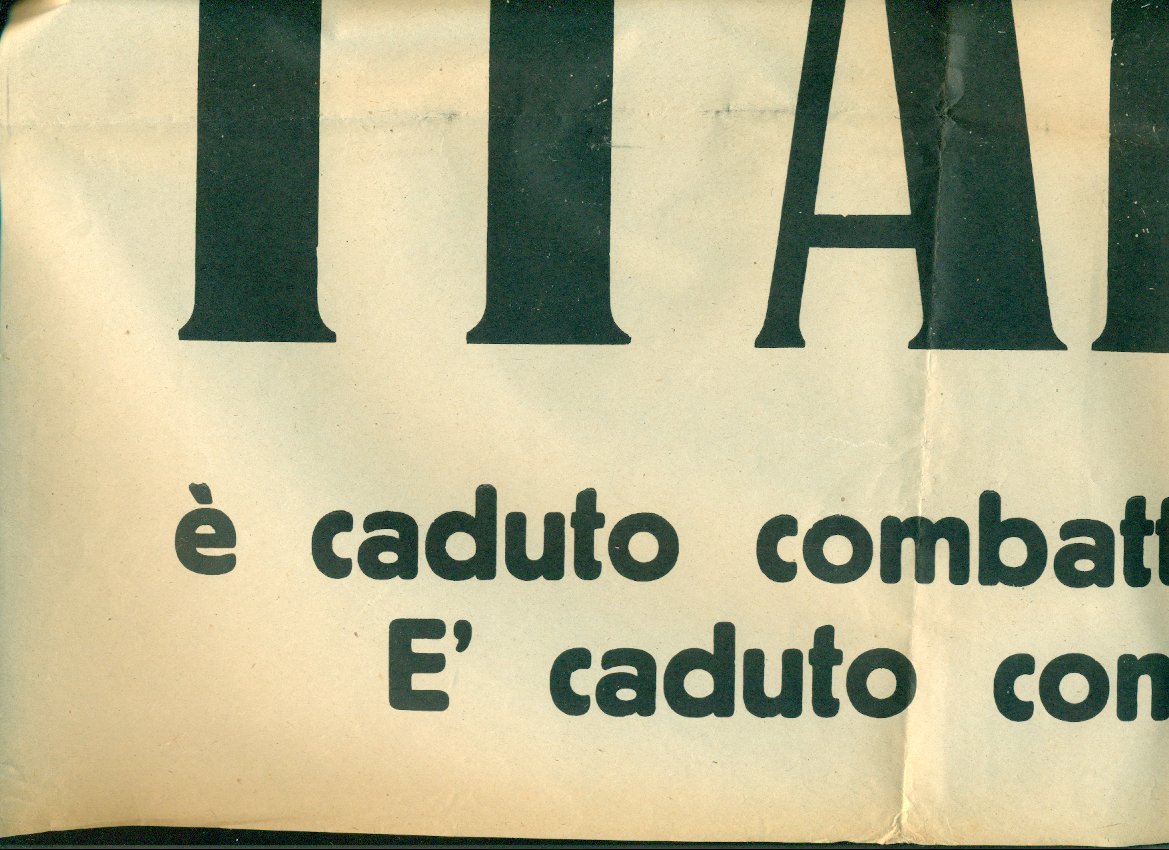 ITA
è caduto combatt
E' caduto con